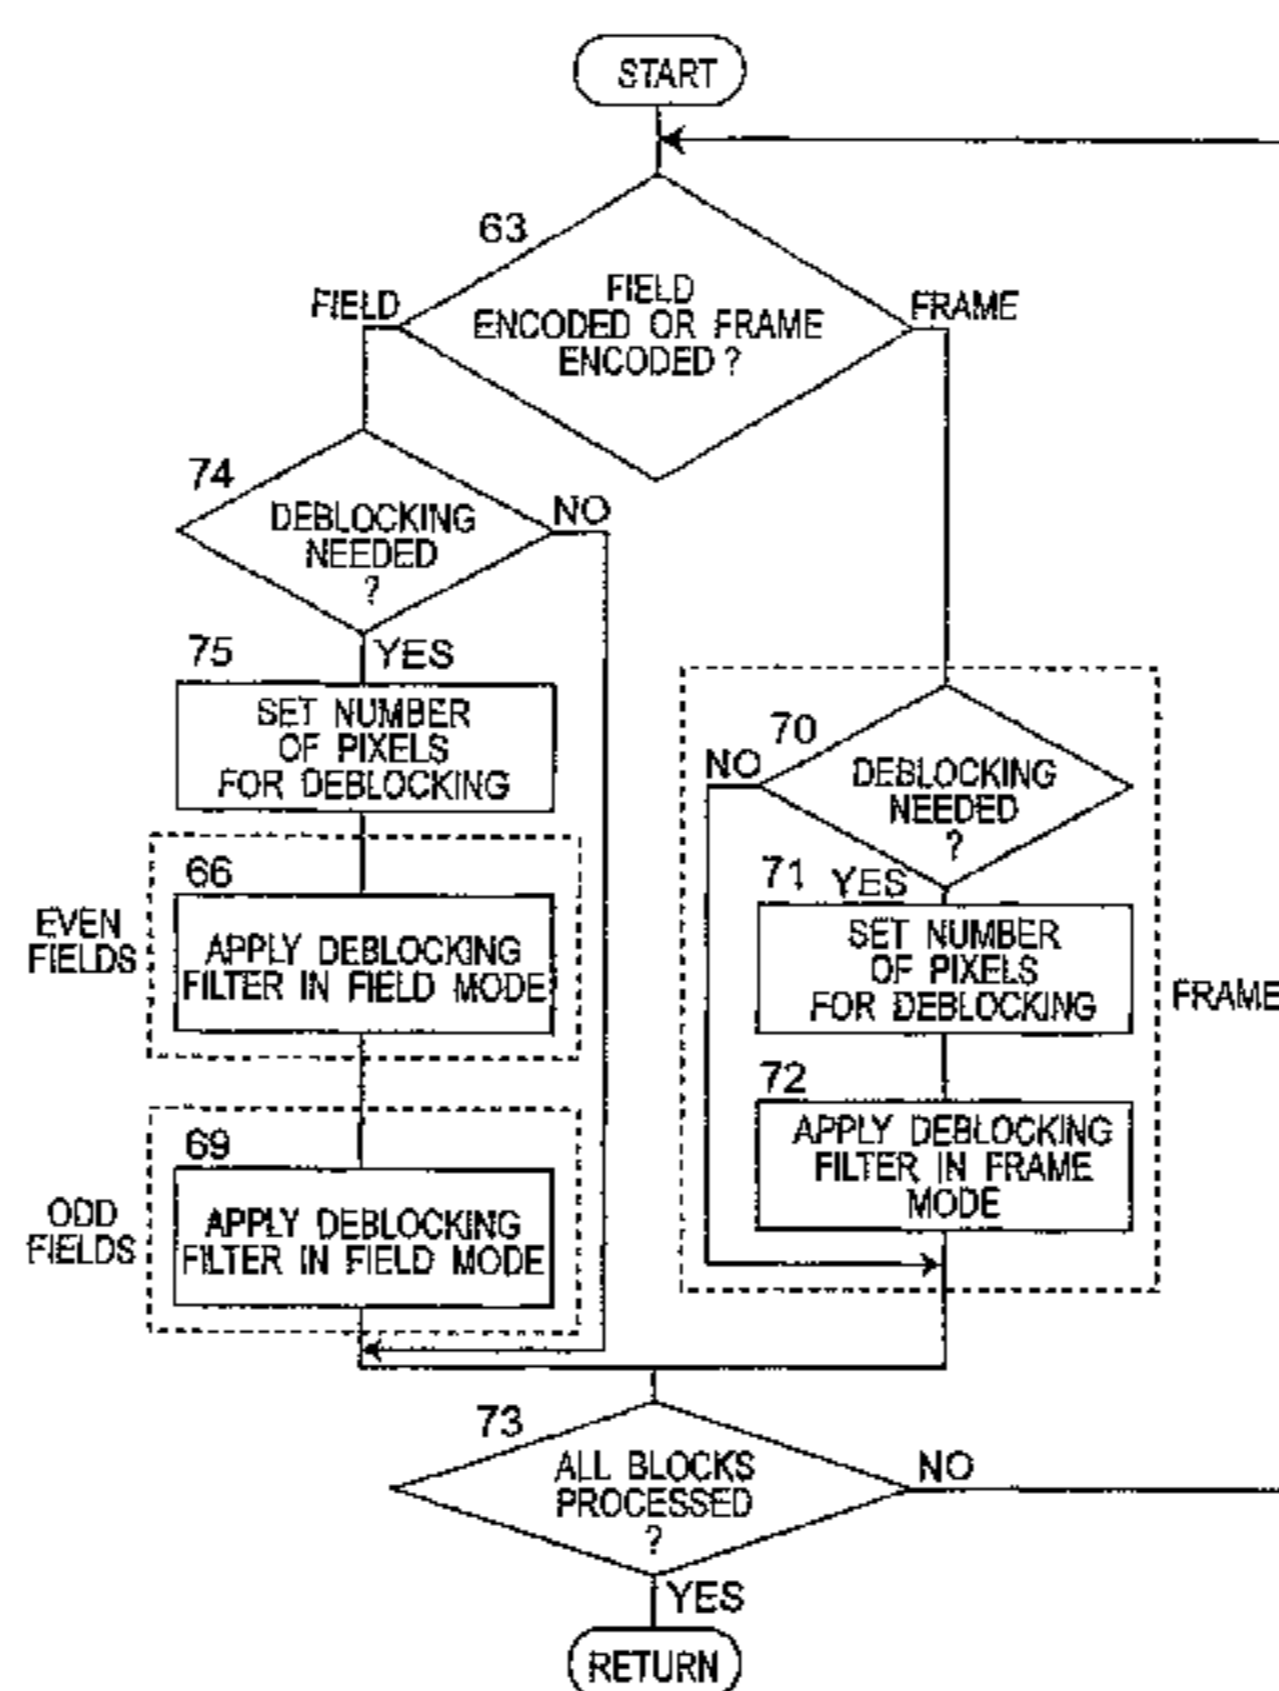 START
63
FIELD
ENCODED OR FRAME
ENCODED ?
FIELD
FRAME
74
DEBLOCKING
NEEDED
?
NO
YES
75
SET NUMBER
OF PIXELS
FOR DEBLOCKING
EVEN
FIELDS
66
APPLY DEBLOCKING
FILTER IN FIELD MODE
ODD
FIELDS
69
APPLY DEBLOCKING
FILTER IN FIELD MODE
70
NO
DEBLOCKING
NEEDED
?
71
YES
SET NUMBER
OF PIXELS
FOR DEBLOCKING
FRAME
72
APPLY DEBLOCKING
FILTER IN FRAME
MODE
73
ALL BLOCKS
PROCESSED
?
NO
YES
RETURN